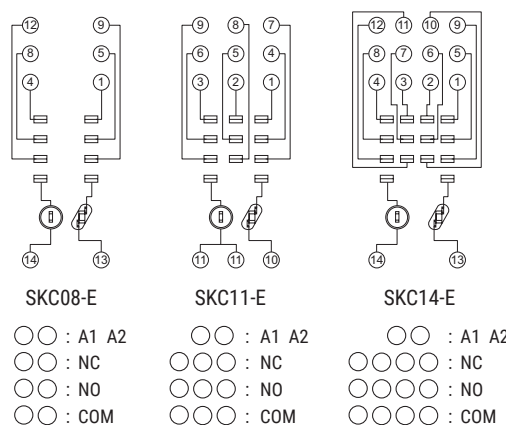 12 9 9 8 7 12 11 10 9
8 5 6 5 4 8 7 6 5
4 1 3 2 1 4 3 2 1
14 13 11 11 10 14 13
SKC08-E SKC11-E SKC14-E
: A1 A2 : A1 A2 : A1 A2
: NC : NC : NC
: NO : NO : NO
: COM : COM : COM